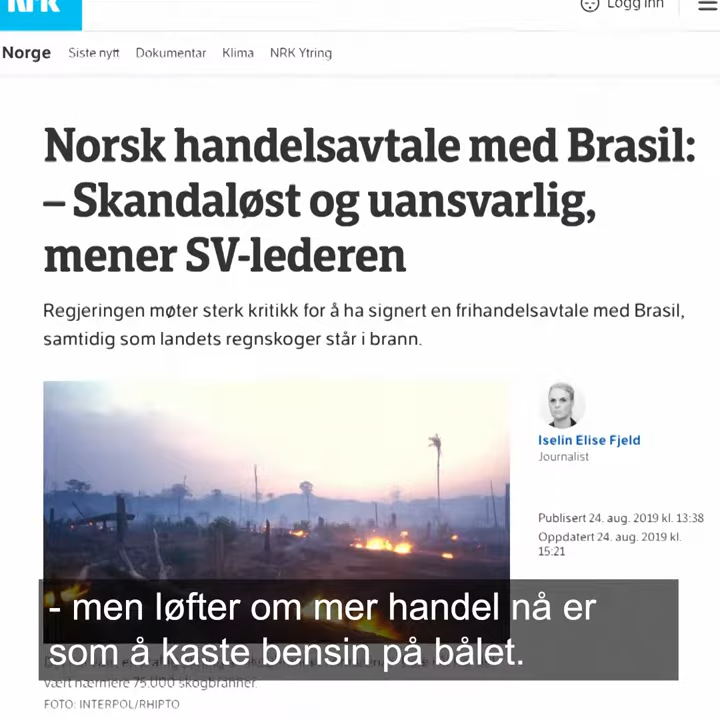 NRK
Logg inn
Norge Siste nytt Dokumentar Klima NRK Ytring
Norsk handelsavtale med Brasil:
– Skandaløst og uansvarlig,
mener SV-lederen
Regjeringen møter sterk kritikk for å ha signert en frihandelsavtale med Brasil,
samtidig som landets regnskoger står i brann.
Iselin Elise Fjeld
Journalist
Publisert 24. aug. 2019 kl. 13:38
Oppdatert 24. aug. 2019 kl.
15:21
- men løfter om mer handel nå er
som å kaste bensin på bålet.
vært nærmere 75.000 skogbranner.
FOTO: INTERPOL/RHIPTO